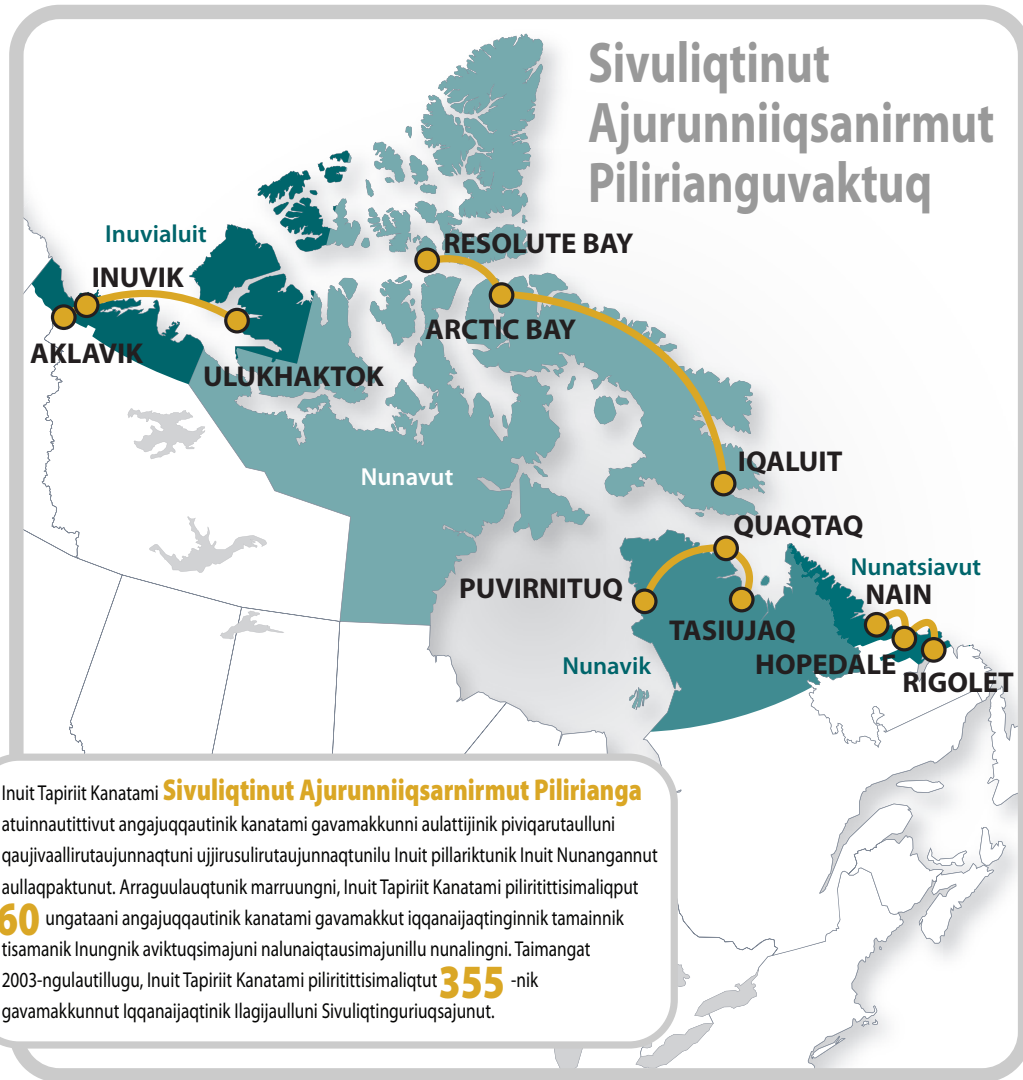 Sivuliqtinut
Ajurunniiqsanirmut
Pilirianguvaktuq
Inuvialuit
RESOLUTE BAY
INUVIK
ARCTIC BAY
AKLAVIK
ULUKHAKTOK
IQALUIT
Nunavut
QUAQTAQ
Nunatsiavut
PUVIRNITUQ
NAIN
TASIUJAQ
Nunavik
HOPEDALE
RIGOLET
Inuit Tapiriit Kanatami Sivuliqtinut Ajurunniiqsarnirmut Pilirianga
atuinnautittivut angajuqqautinik kanatami gavamakkunni aulattijinik piviqarutaulluni
qaujivaallirutaujunnaqtuni ujjirusulirutaujunnaqtunilu Inuit pillariktunik Inuit Nunangannut
aullaqpaktunut. Arraguulauqtunik marruungni, Inuit Tapiriit Kanatami piliritittisimaliqput
60 ungataani angajuqqautinik kanatami gavamakkut iqqanaijaqtinginnik tamainnik
tisamanik Inungnik aviktuqsimajuni nalunaiqtausimajunillu nunalingni. Taimangat
2003-ngulautillugu, Inuit Tapiriit Kanatami piliritittisimaliqtut 355 -nik
gavamakkunnut Iqqanaijaqtinik Ilagijaulluni Sivuliqtinguriuqsajunut.